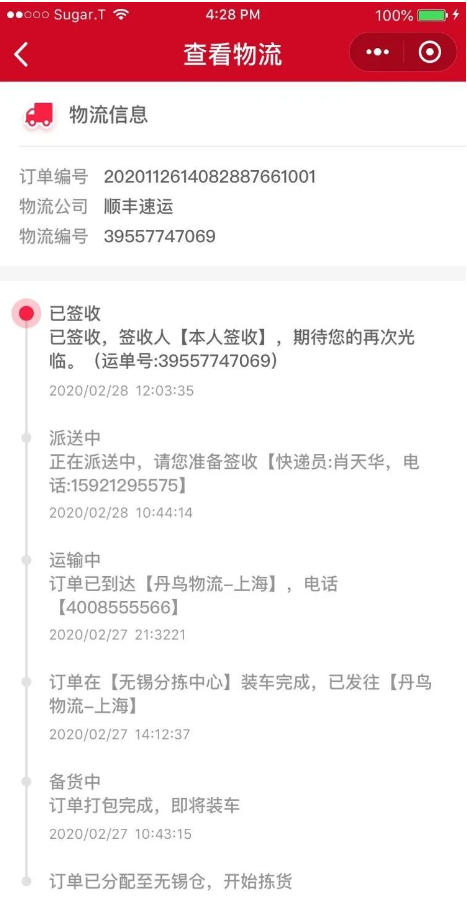 Sugar.T
4:28 PM
100%
查看物流
物流信息
订单编号 2020112614082887661001
物流公司 顺丰速运
物流编号 39557747069
已签收
已签收，签收人【本人签收】，期待您的再次光
临。（运单号:39557747069）
2020/02/28 12:03:35
派送中
正在派送中，请您准备签收【快递员:肖天华，电
话:15921295575】
2020/02/28 10:44:14
运输中
订单已到达【丹鸟物流-上海】，电话
【4008555566】
2020/02/27 21:3221
订单在【无锡分拣中心】装车完成，已发往【丹鸟
物流-上海】
2020/02/27 14:12:37
备货中
订单打包完成，即将装车
2020/02/27 10:43:15
订单已分配至无锡仓，开始拣货